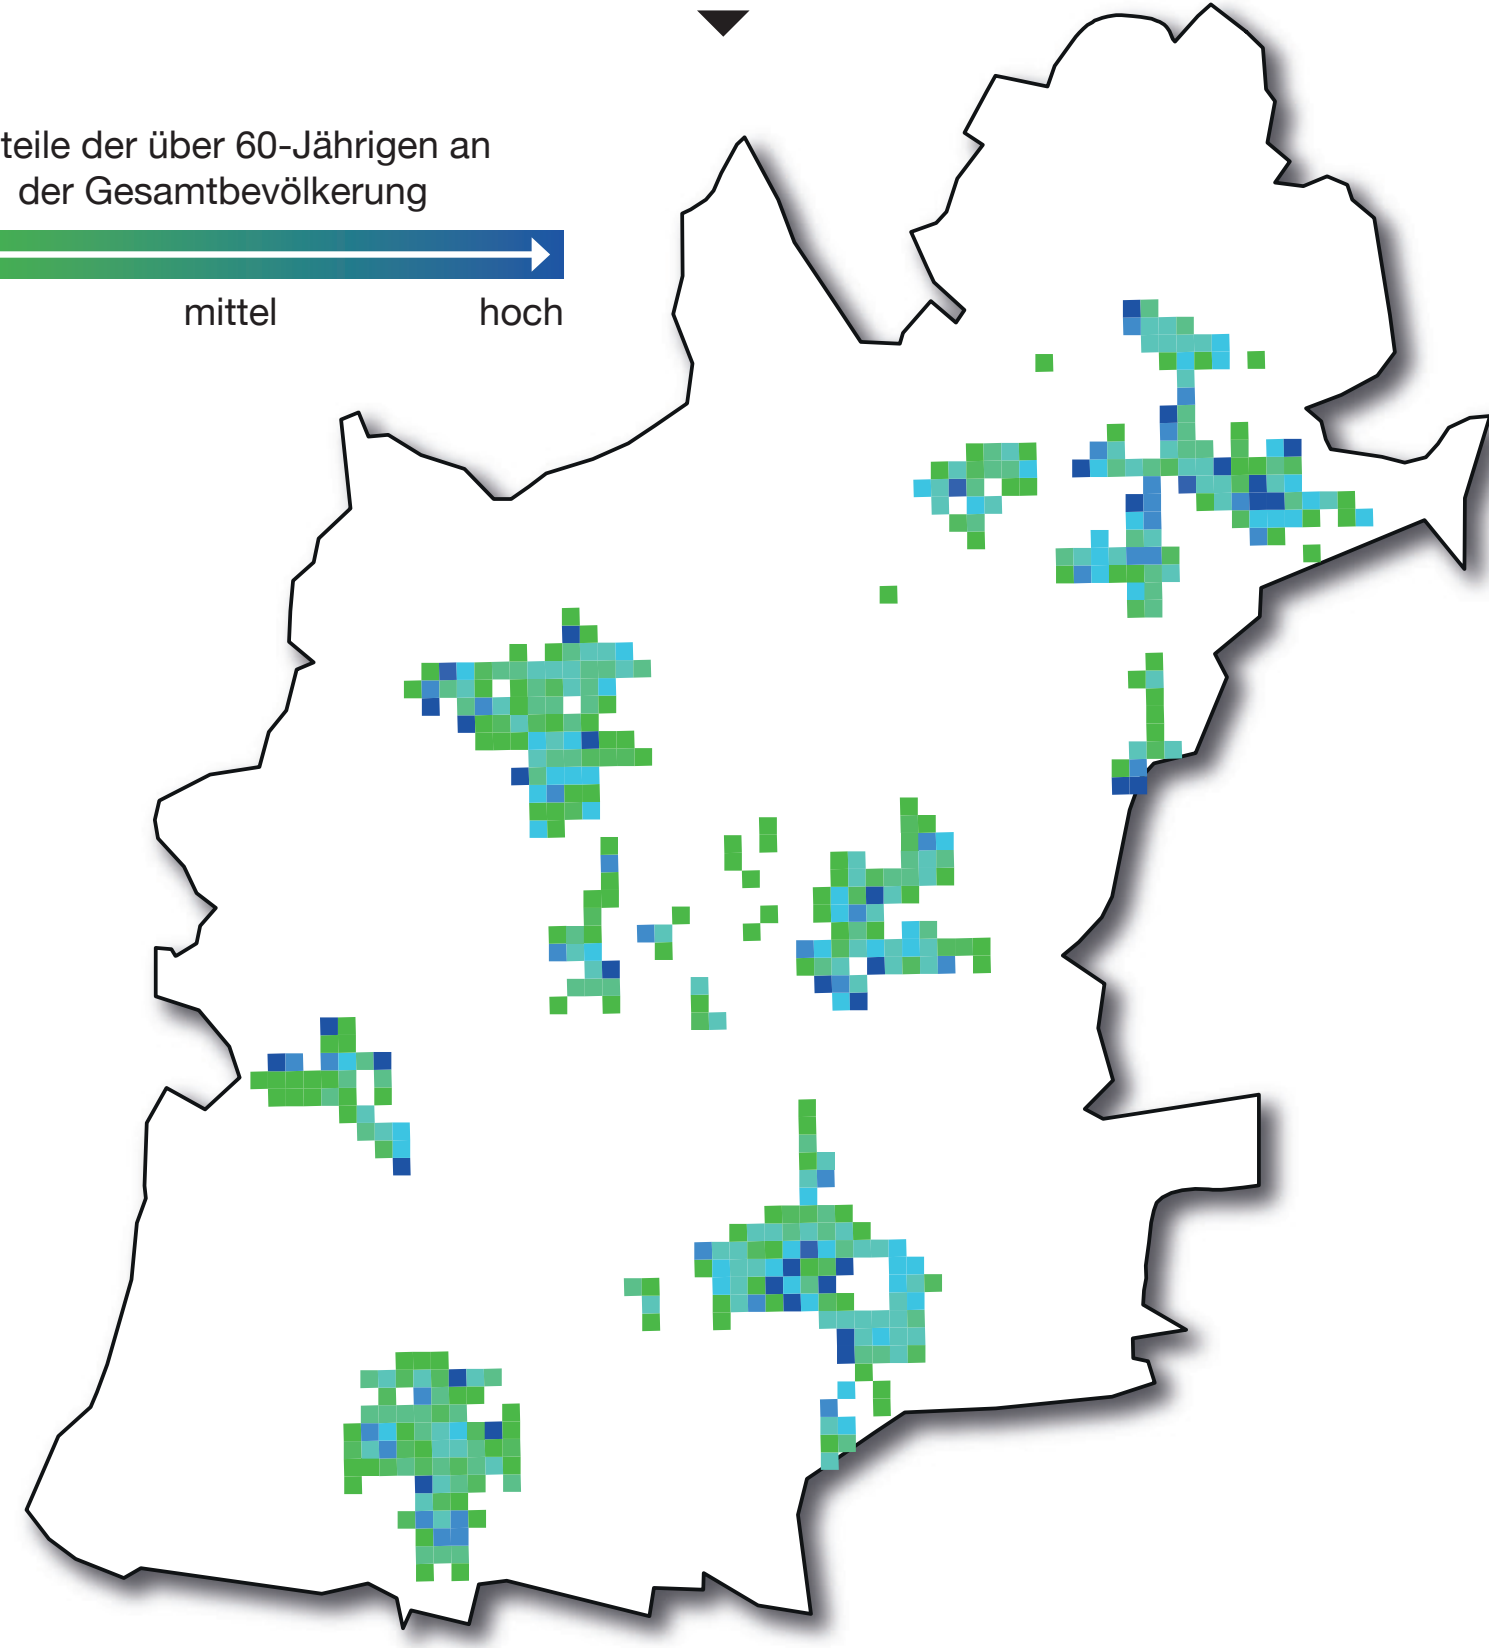 teile der über 60-Jährigen an
der Gesamtbevölkerung
mittel hoch